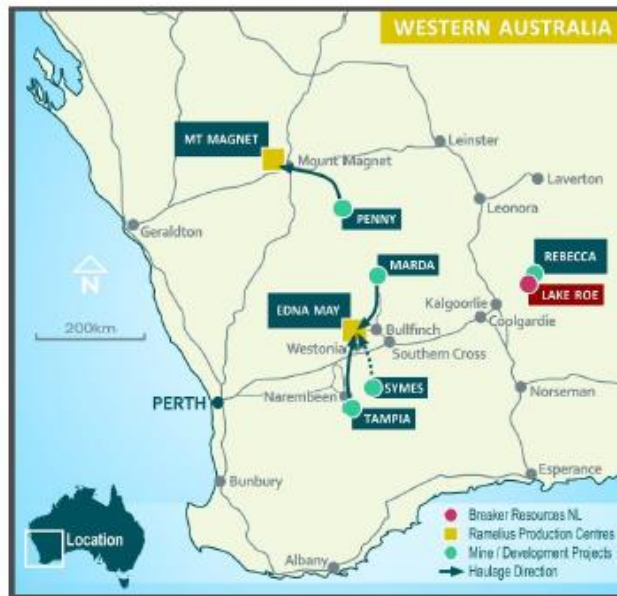 WESTERN AUSTRALIA
MT MAGNET
Mount Magnet
Leinster
Laverton
Leonora
PENNY
Geraldton
N
200km
MARDA
REBECCA
LAKE ROE
EDNA MAY
Kalgoorlie
Coolgardie
Bullfinch
Westonia
Southern Cross
SYMES
PERTH
Narembeen
TAMPIA
Norseman
Bunbury
Esperance
Albany
Location
Breaker Resources NL
Ramelius Production Centres
Mine / Development Projects
Haulage Direction